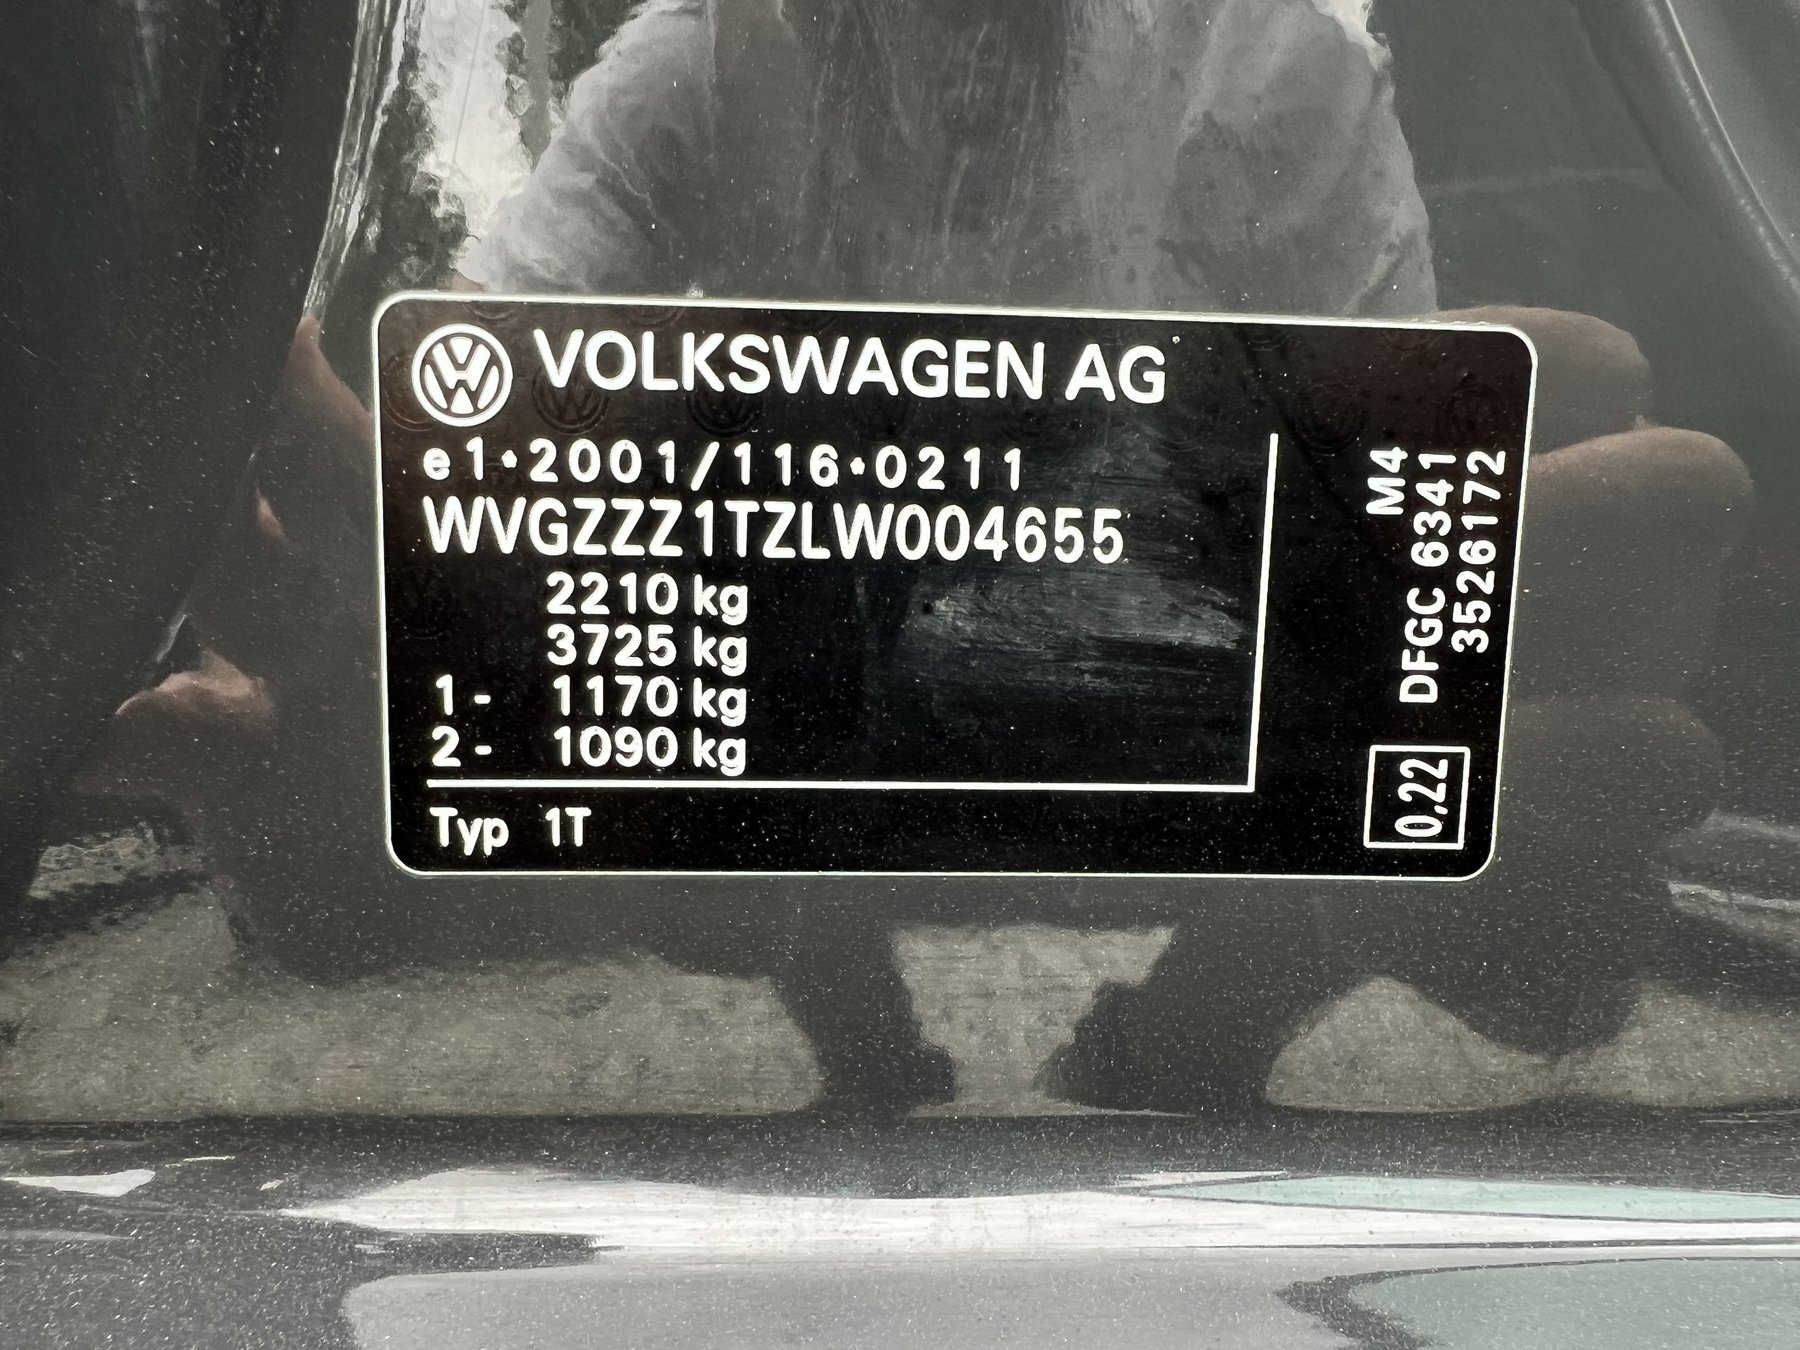 VOLKSWAGEN AG
e1*2001/116*0211
WVGZZZ1TZLW004655
2210 kg
3725 kg
1- 1170 kg
2- 1090 kg
Typ 1T
M4
DFGC 6341
3526172
0,22